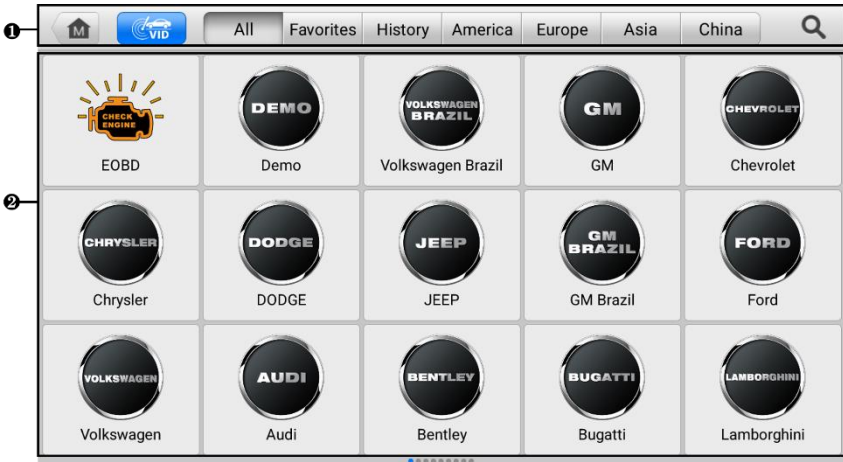 ❶
M
VID
All
Favorites
History
America
Europe
Asia
China
❷
CHECK
ENGINE
EOBD
DEMO
Demo
VOLKSWAGEN
BRAZIL
Volkswagen Brazil
GM
GM
CHEVROLET
Chevrolet
CHRYSLER
Chrysler
DODGE
DODGE
JEEP
JEEP
GM
BRAZIL
GM Brazil
FORD
Ford
VOLKSWAGEN
Volkswagen
AUDI
Audi
BENTLEY
Bentley
BUGATTI
Bugatti
LAMBORGHINI
Lamborghini